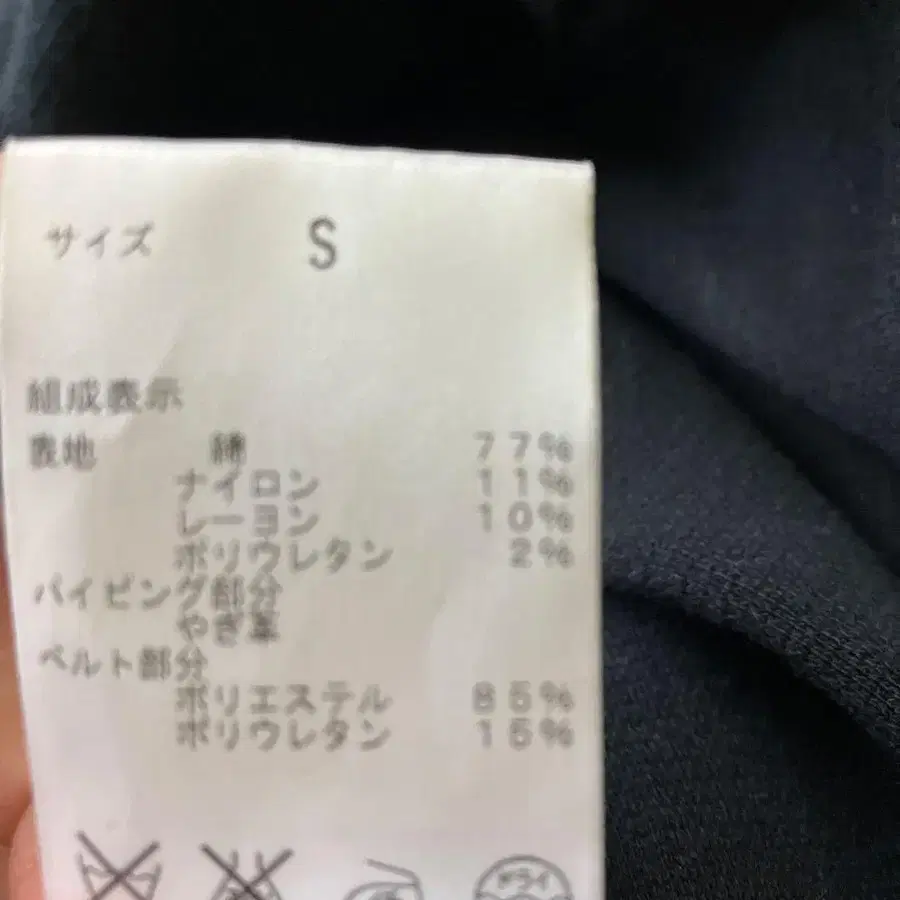 サイズ S
組成表示
表地 綿 77%
ナイロン 11%
レーヨン 10%
ポリウレタン 2%
パイピング部分
やぎ革
ベルト部分
ポリエステル 85%
ポリウレタン 15%
ドライ